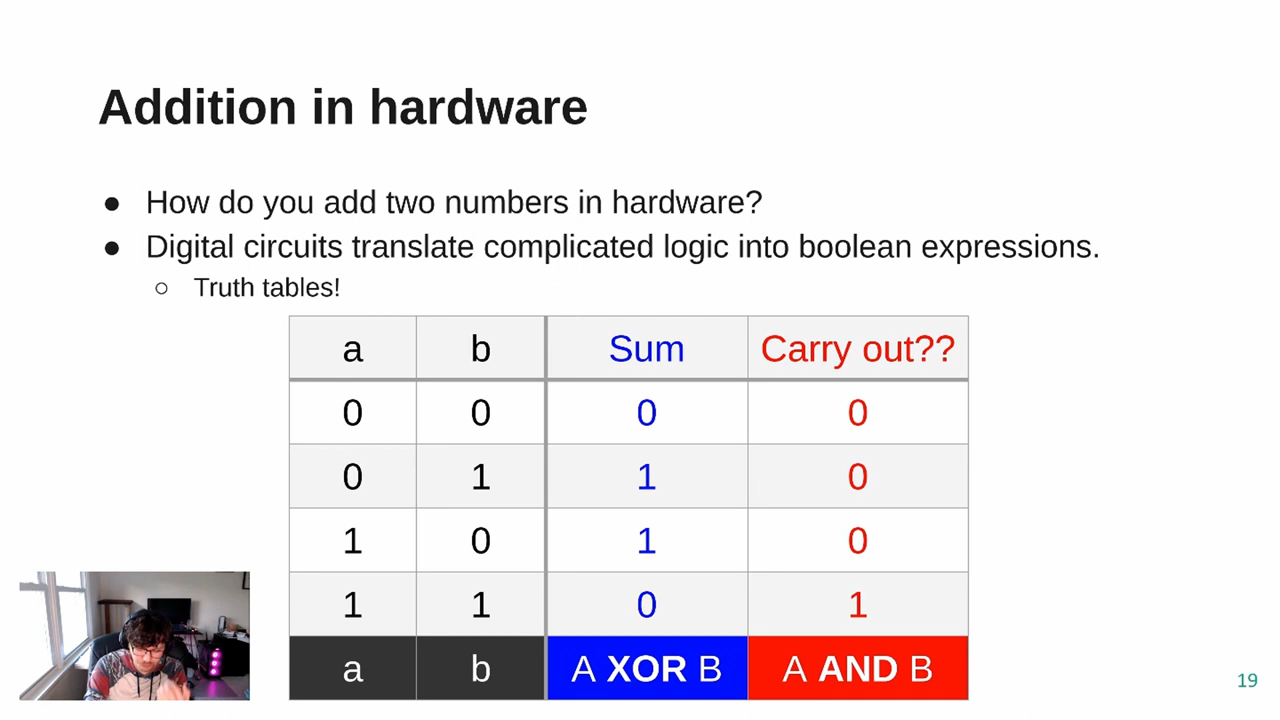 Addition in hardware
● How do you add two numbers in hardware?
● Digital circuits translate complicated logic into boolean expressions.
○ Truth tables!
a b Sum Carry out??
0 0 0 0
0 1 1 0
1 0 1 0
1 1 0 1
a b A XOR B A AND B
19